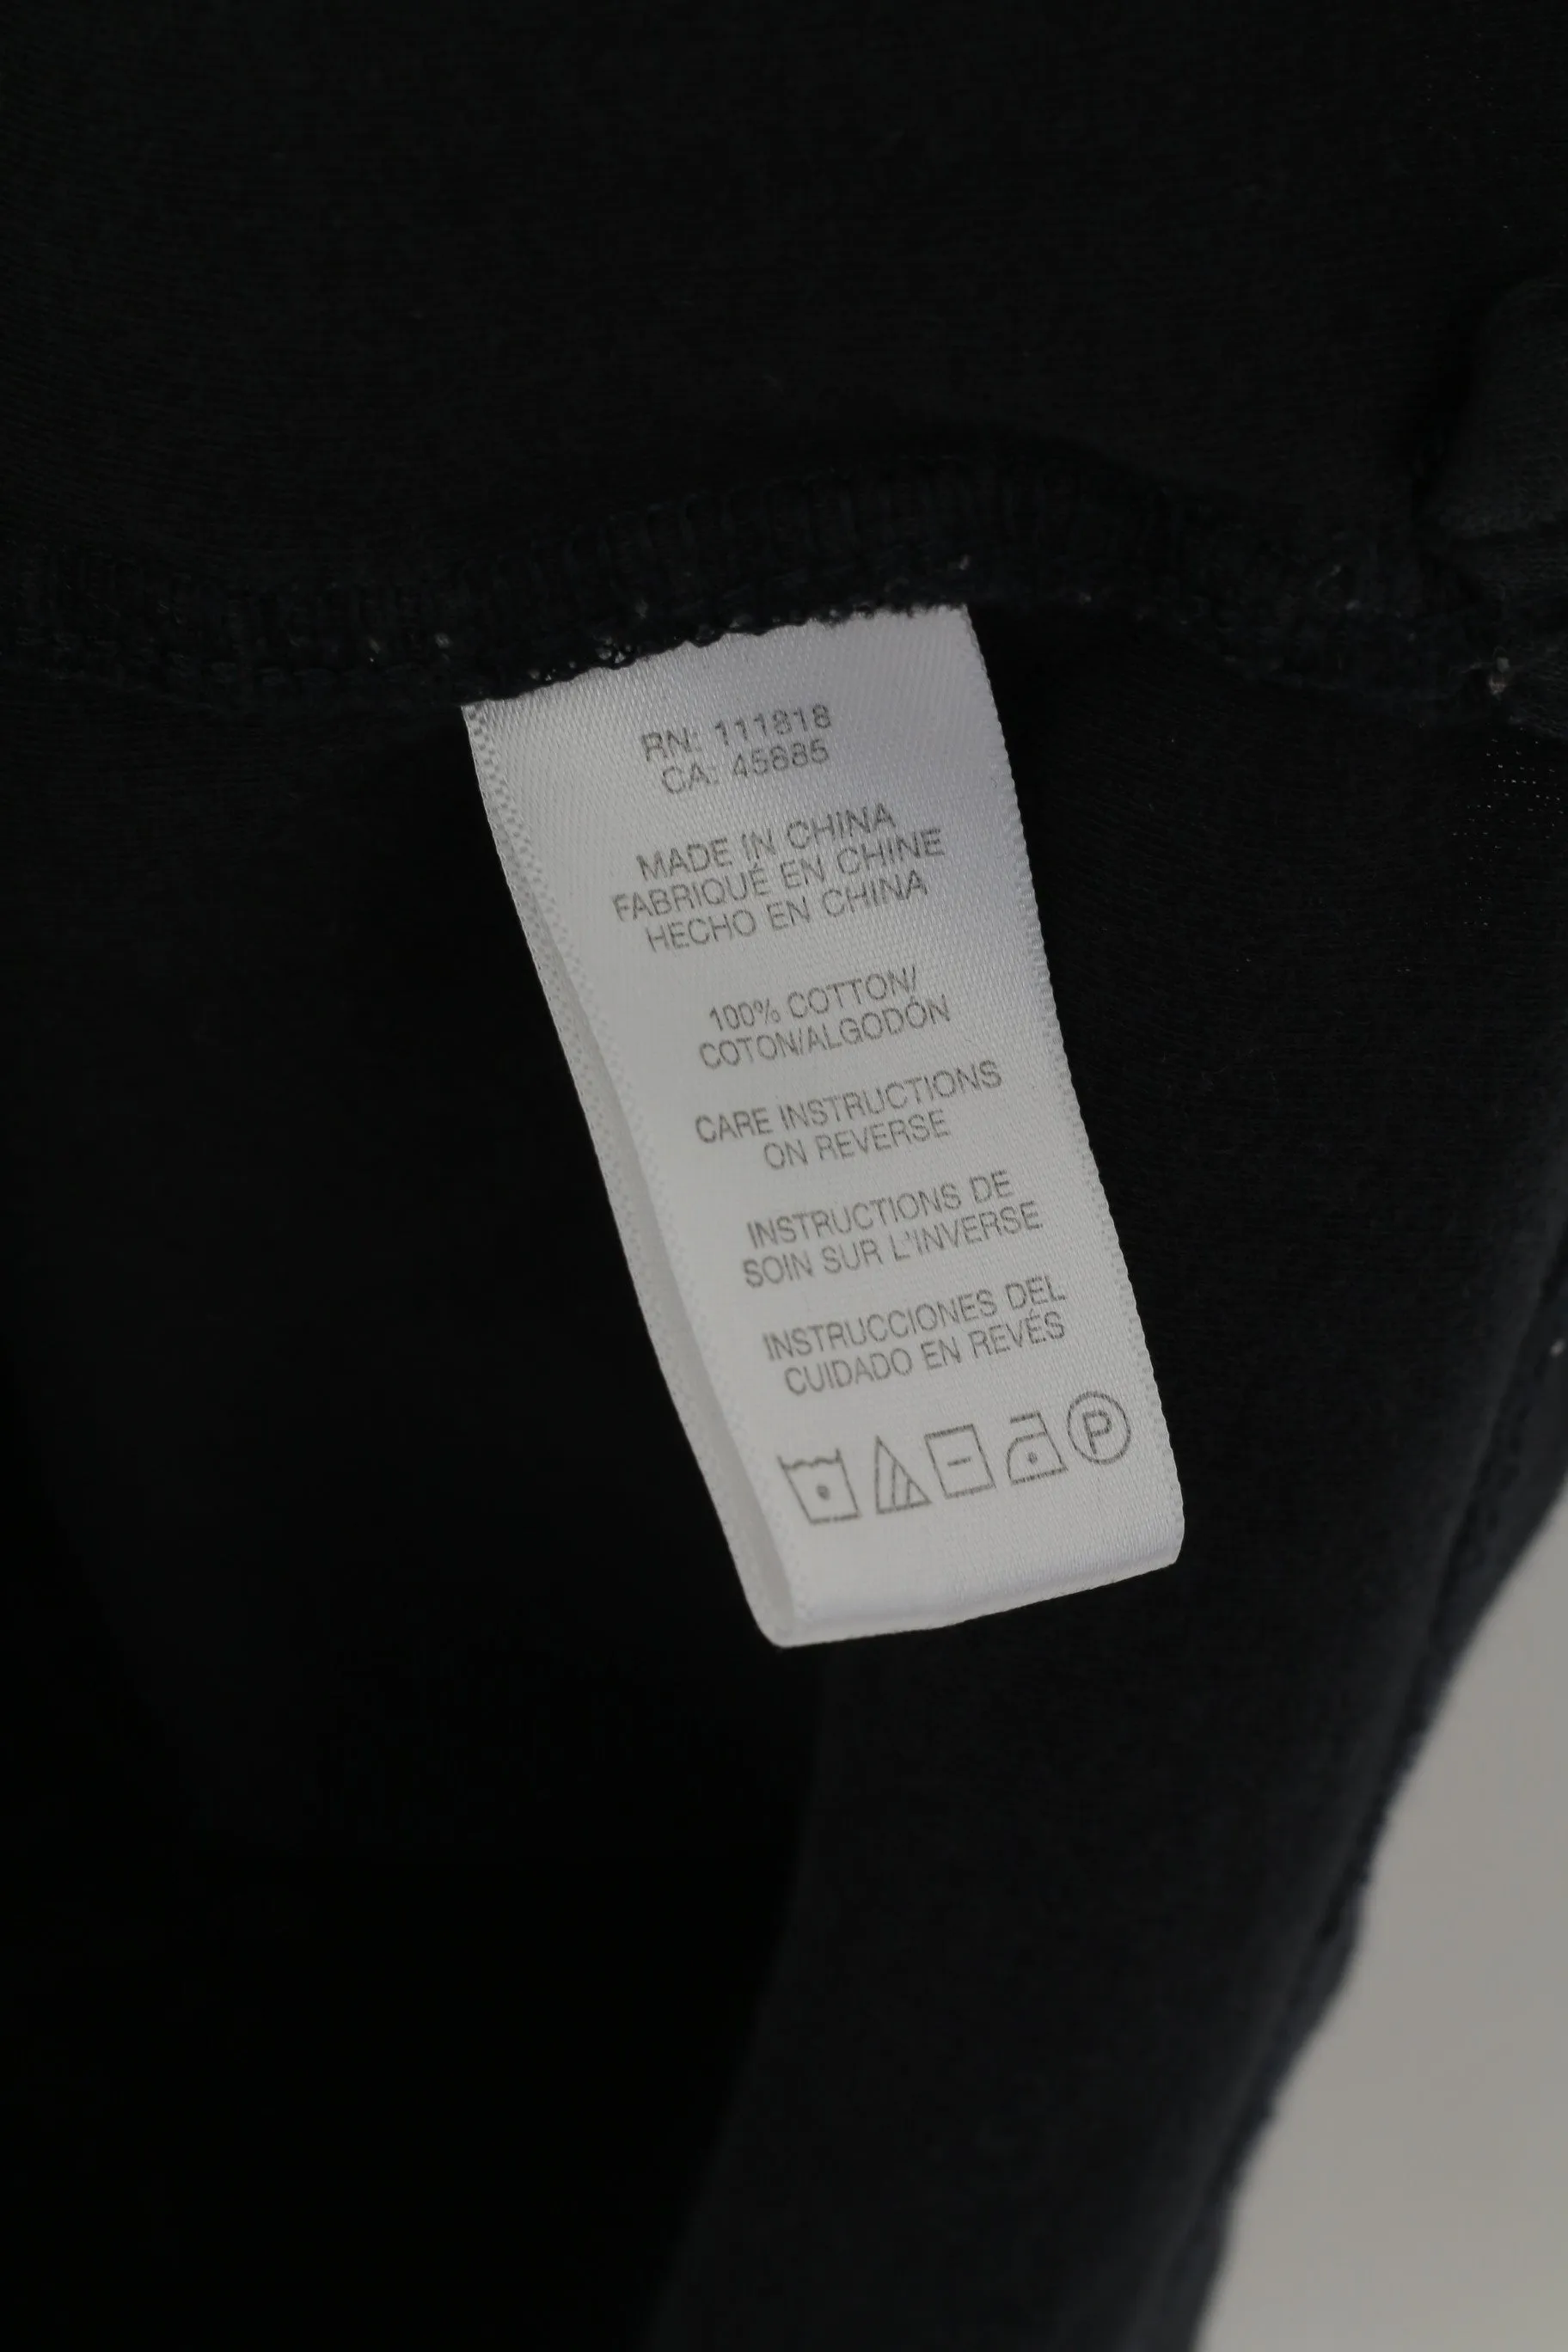 RN: 111818
CA: 45885
MADE IN CHINA
FABRIQUÉ EN CHINE
HECHO EN CHINA
100% COTTON/
COTON/ALGODÓN
CARE INSTRUCTIONS
ON REVERSE
INSTRUCTIONS DE
SOIN SUR L'INVERSE
INSTRUCCIONES DEL
CUIDADO EN REVÉS
P